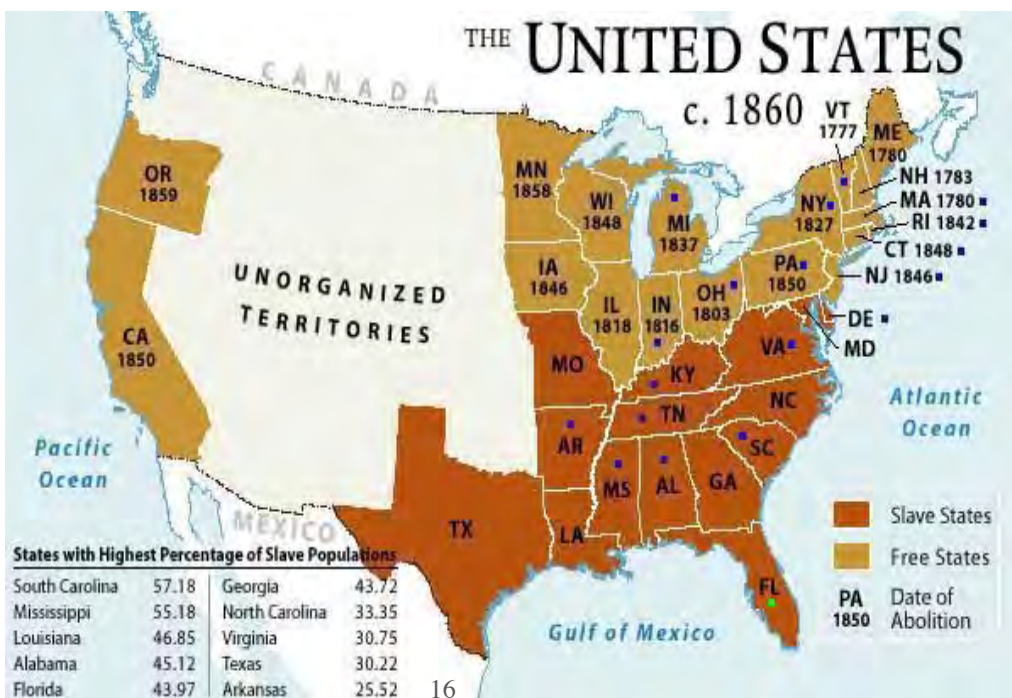 THE UNITED STATES
c. 1860
CANADA
VT
1777
ME
1780
NH 1783
MA 1780
RI 1842
CT 1848
NJ 1846
DE
MD
OR
1859
MN
1858
WI
1848
MI
1837
NY
1827
PA
1850
UNORGANIZED
TERRITORIES
IA
1846
IL
1818
IN
1816
OH
1803
CA
1850
MO
KY
VA
TN
NC
AR
SC
MS
AL
GA
TX
LA
FL
Pacific
Ocean
Atlantic
Ocean
MEXICO
Gulf of Mexico
Slave States
Free States
PA
1850
Date of
Abolition
States with Highest Percentage of Slave Populations
South Carolina 57.18 Georgia 43.72
Mississippi 55.18 North Carolina 33.35
Louisiana 46.85 Virginia 30.75
Alabama 45.12 Texas 30.22
Florida 43.97 Arkansas 25.52
16